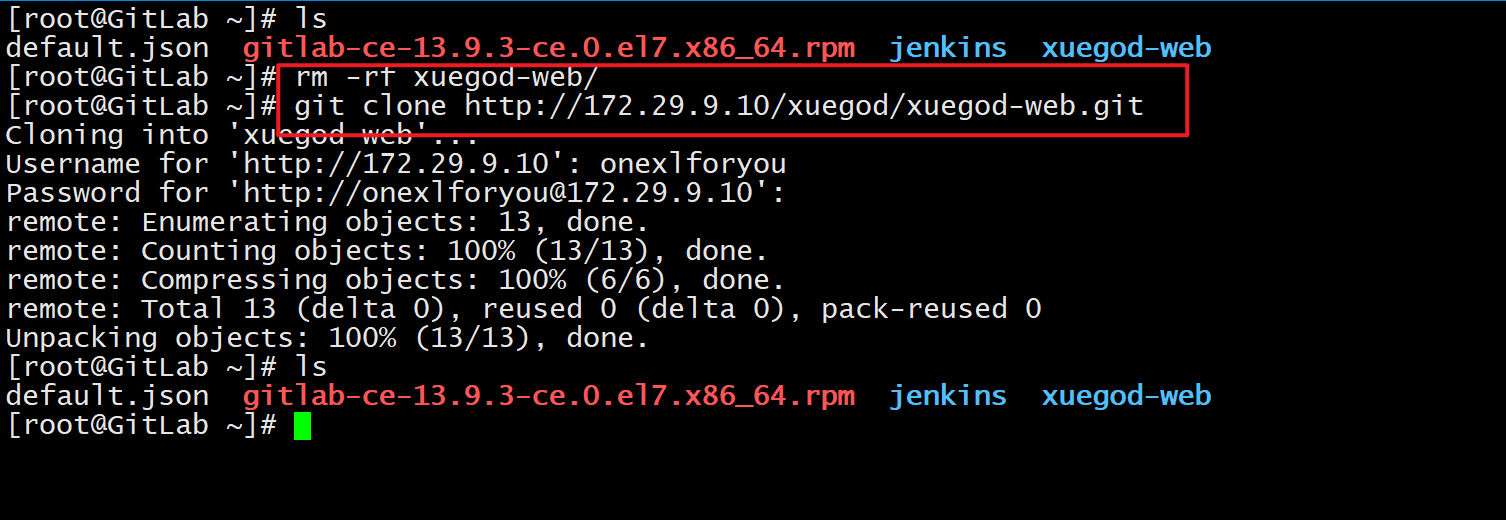 [root@GitLab ~]# ls
default.json  gitlab-ce-13.9.3-ce.0.el7.x86_64.rpm  jenkins  xuegod-web
[root@GitLab ~]# rm -rf xuegod-web/
[root@GitLab ~]# git clone http://172.29.9.10/xuegod/xuegod-web.git
Cloning into 'xuegod-web'...
Username for 'http://172.29.9.10': onexlforyou
Password for 'http://onexlforyou@172.29.9.10':
remote: Enumerating objects: 13, done.
remote: Counting objects: 100% (13/13), done.
remote: Compressing objects: 100% (6/6), done.
remote: Total 13 (delta 0), reused 0 (delta 0), pack-reused 0
Unpacking objects: 100% (13/13), done.
[root@GitLab ~]# ls
default.json  gitlab-ce-13.9.3-ce.0.el7.x86_64.rpm  jenkins  xuegod-web
[root@GitLab ~]#